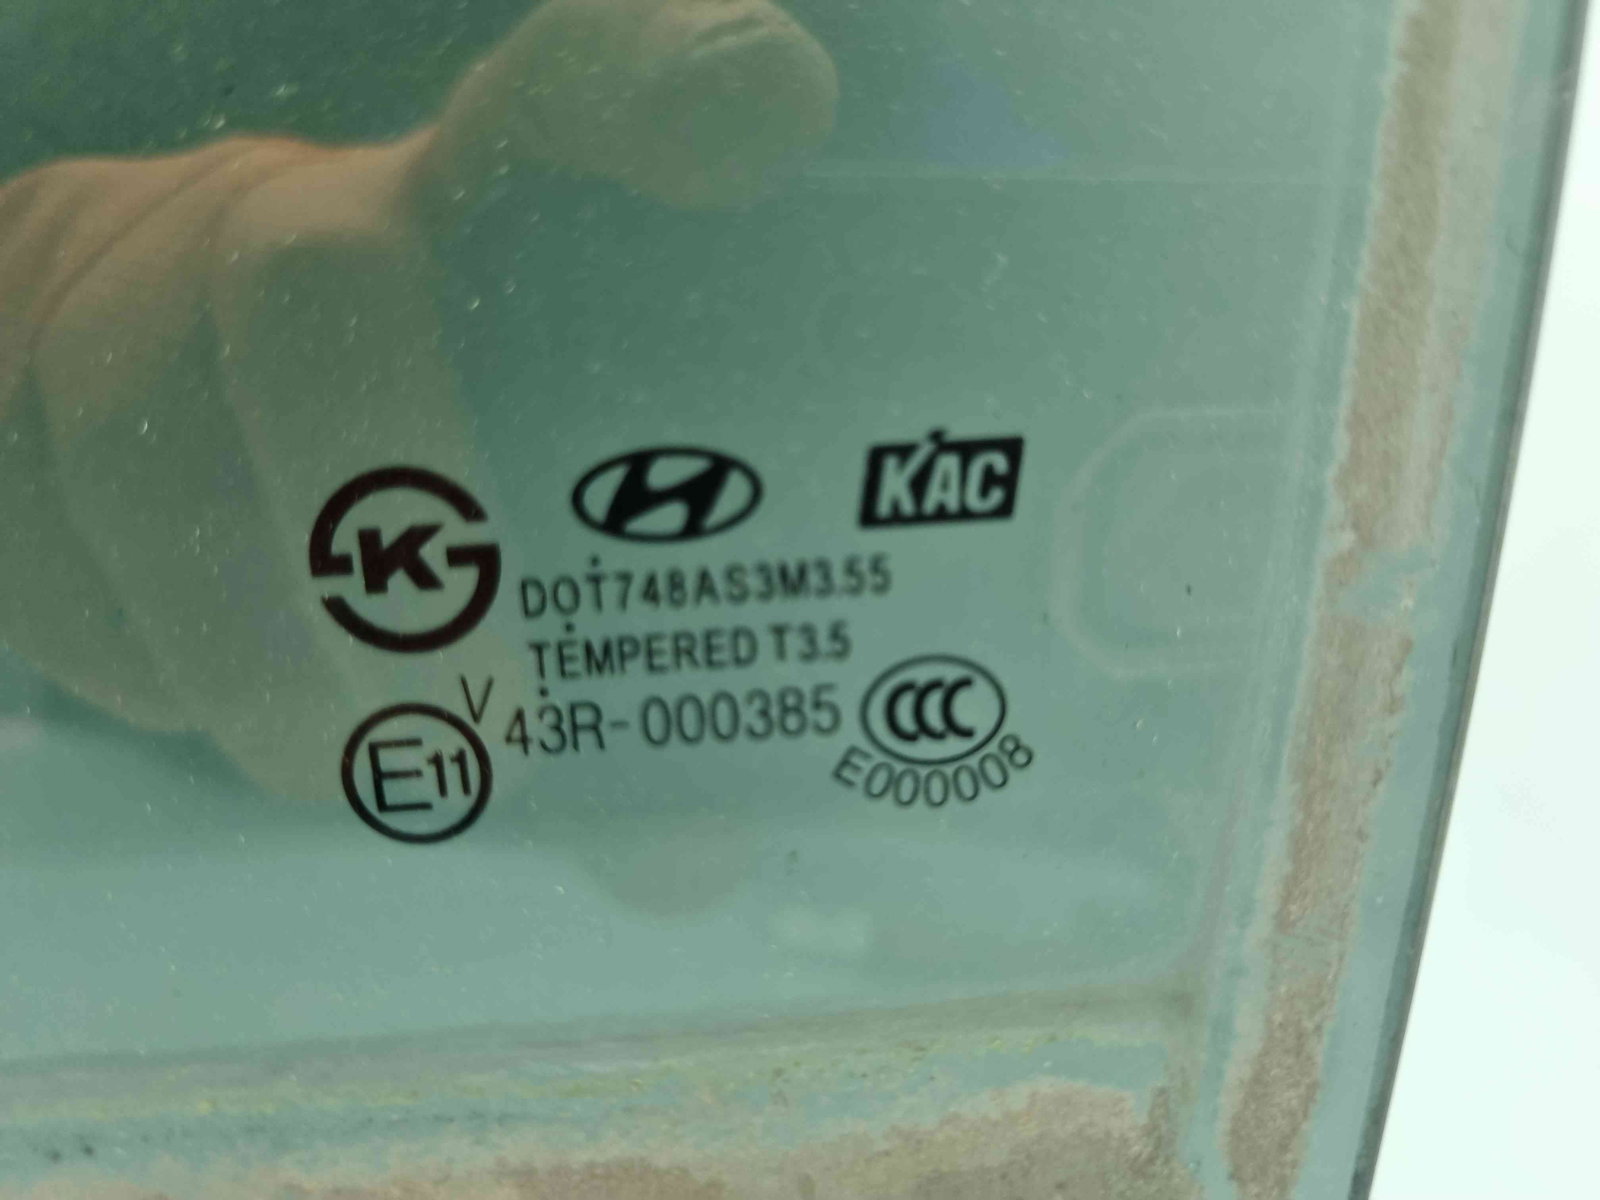 K
KAC
DOT748AS3M3.55
TEMPERED T3.5
V
43R-000385
CCC
E11
E000008